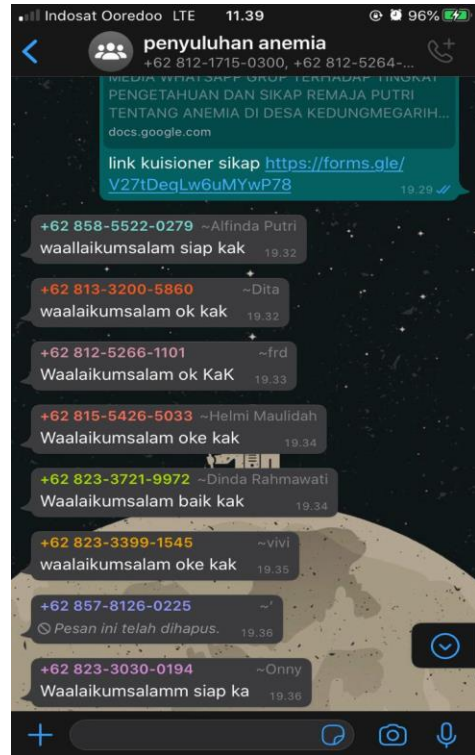 Indosat Ooredoo LTE 11.39 96%
penyuluhan anemia
+62 812-1715-0300, +62 812-5264-...
MEDIA WHATSAPP GRUP TERHADAP TINGKAT
PENGETAHUAN DAN SIKAP REMAJA PUTRI
TENTANG ANEMIA DI DESA KEDUNGMEGARIH...
docs.google.com
link kuisioner sikap https://forms.gle/
V27tDeqLw6uMYwP78 19.29
+62 858-5522-0279 ~Alfinda Putri
waallaikumsalam siap kak 19.32
+62 813-3200-5860 ~Dita
waalaikumsalam ok kak 19.32
+62 812-5266-1101 ~frd
Waalaikumsalam ok KaK 19.33
+62 815-5426-5033 ~Helmi Maulidah
Waalaikumsalam oke kak 19.34
+62 823-3721-9972 ~Dinda Rahmawati
Waalaikumsalam baik kak 19.34
+62 823-3399-1545 ~vivi
waalaikumsalam oke kak 19.35
+62 857-8126-0225 ~'
Pesan ini telah dihapus. 19.36
+62 823-3030-0194 ~Onny
Waalaikumsalamm siap ka 19.36